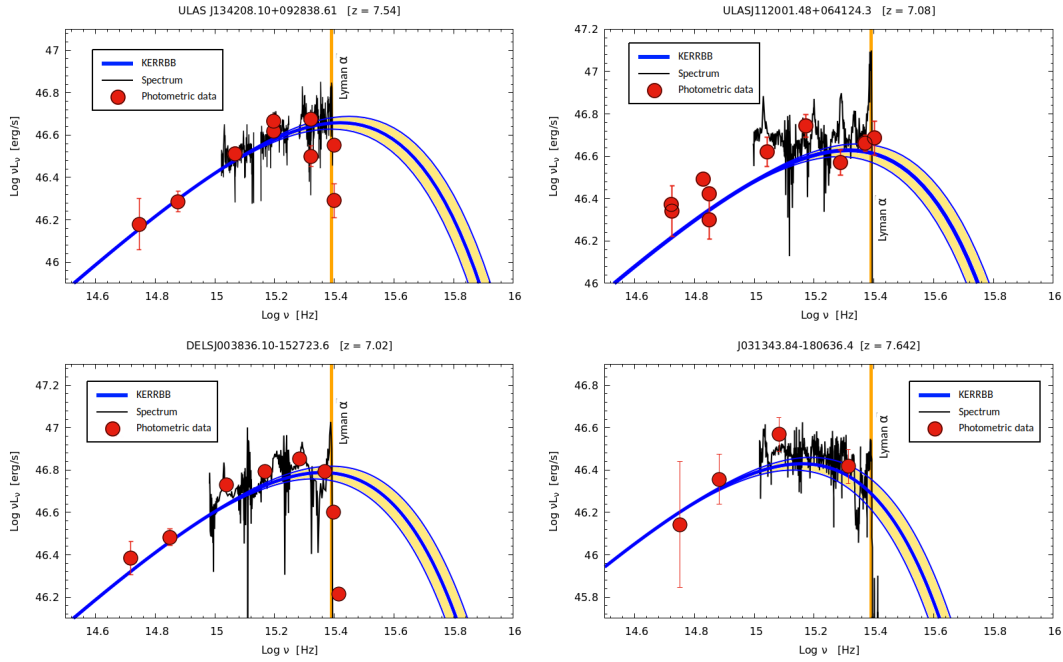 ULAS J134208.10+092838.61 [z = 7.54]
47
46.8
46.6
46.4
46.2
46
Log νLν [erg/s]
KERRBB
Spectrum
Photometric data
Lyman α
14.6 14.8 15 15.2 15.4 15.6 15.8 16
Log ν [Hz]
ULASJ112001.48+064124.3 [z = 7.08]
47.2
47
46.8
46.6
46.4
46.2
46
Log νLν [erg/s]
KERRBB
Spectrum
Photometric data
Lyman α
14.6 14.8 15 15.2 15.4 15.6 15.8 16
Log ν [Hz]
DELSJ003836.10-152723.6 [z = 7.02]
47.2
47
46.8
46.6
46.4
46.2
Log νLν [erg/s]
KERRBB
Spectrum
Photometric data
Lyman α
14.6 14.8 15 15.2 15.4 15.6 15.8 16
Log ν [Hz]
J031343.84-180636.4 [z = 7.642]
46.8
46.6
46.4
46.2
46
45.8
Log νLν [erg/s]
KERRBB
Spectrum
Photometric data
Lyman α
14.6 14.8 15 15.2 15.4 15.6 15.8 16
Log ν [Hz]